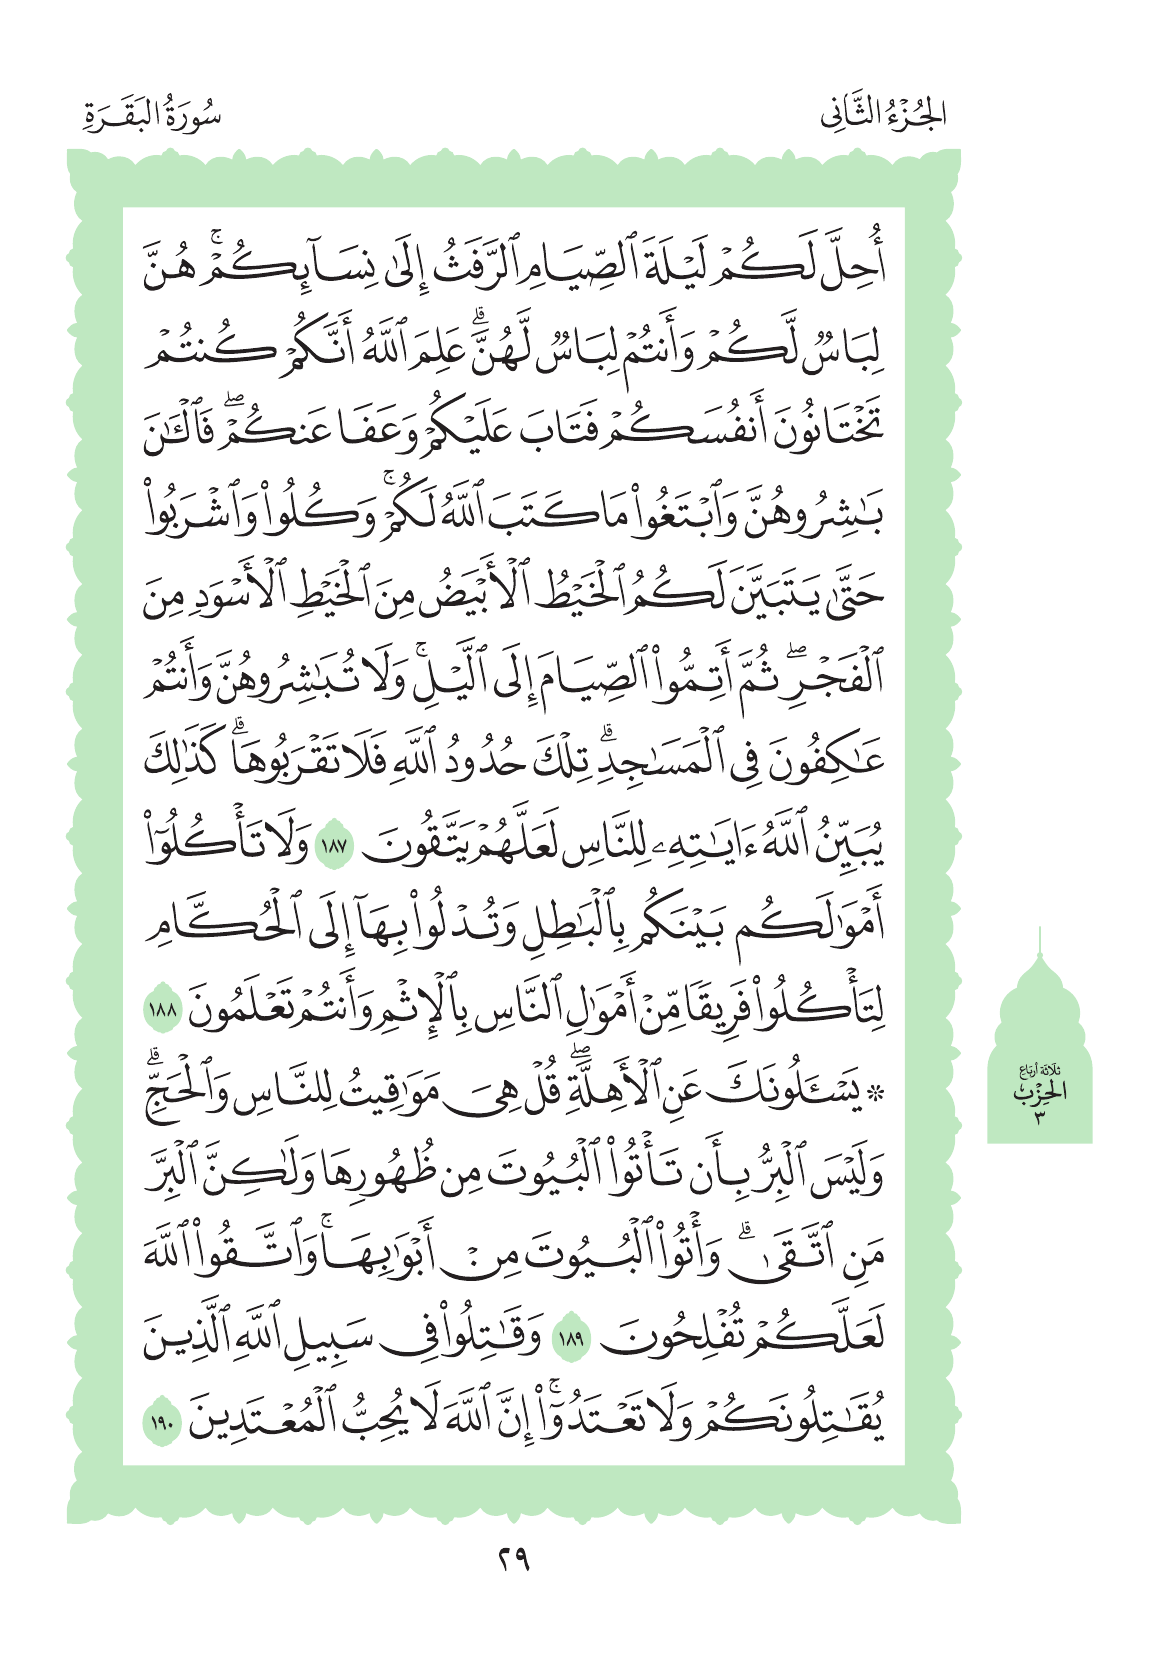 الجُزْءُ الثَّانِي
سُورَةُ البَقَرَةِ
أُحِلَّ لَكُمْ لَيْلَةَ ٱلصِّيَامِ ٱلرَّفَثُ إِلَىٰ نِسَآئِكُمْۚ هُنَّ
لِبَاسٌ لَّكُمْ وَأَنتُمْ لِبَاسٌ لَّهُنَّۗ عَلِمَ ٱللَّهُ أَنَّكُمْ كُنتُمْ
تَخْتَانُونَ أَنفُسَكُمْ فَتَابَ عَلَيْكُمْ وَعَفَا عَنكُمْۖ فَٱلْـَٰٔنَ
بَٰشِرُوهُنَّ وَٱبْتَغُوا۟ مَا كَتَبَ ٱللَّهُ لَكُمْۚ وَكُلُوا۟ وَٱشْرَبُوا۟
حَتَّىٰ يَتَبَيَّنَ لَكُمُ ٱلْخَيْطُ ٱلْأَبْيَضُ مِنَ ٱلْخَيْطِ ٱلْأَسْوَدِ مِنَ
ٱلْفَجْرِۖ ثُمَّ أَتِمُّوا۟ ٱلصِّيَامَ إِلَى ٱلَّيْلِۚ وَلَا تُبَٰشِرُوهُنَّ وَأَنتُمْ
عَٰكِفُونَ فِى ٱلْمَسَٰجِدِۗ تِلْكَ حُدُودُ ٱللَّهِ فَلَا تَقْرَبُوهَاۗ كَذَٰلِكَ
يُبَيِّنُ ٱللَّهُ ءَايَٰتِهِۦ لِلنَّاسِ لَعَلَّهُمْ يَتَّقُونَ ١٨٧ وَلَا تَأْكُلُوٓا۟
أَمْوَٰلَكُم بَيْنَكُم بِٱلْبَٰطِلِ وَتُدْلُوا۟ بِهَآ إِلَى ٱلْحُكَّامِ
لِتَأْكُلُوا۟ فَرِيقًا مِّنْ أَمْوَٰلِ ٱلنَّاسِ بِٱلْإِثْمِ وَأَنتُمْ تَعْلَمُونَ ١٨٨
۞ يَسْـَٔلُونَكَ عَنِ ٱلْأَهِلَّةِۖ قُلْ هِىَ مَوَٰقِيتُ لِلنَّاسِ وَٱلْحَجِّۗ
وَلَيْسَ ٱلْبِرُّ بِأَن تَأْتُوا۟ ٱلْبُيُوتَ مِن ظُهُورِهَا وَلَٰكِنَّ ٱلْبِرَّ
مَنِ ٱتَّقَىٰۗ وَأْتُوا۟ ٱلْبُيُوتَ مِنْ أَبْوَٰبِهَاۚ وَٱتَّقُوا۟ ٱللَّهَ
لَعَلَّكُمْ تُفْلِحُونَ ١٨٩ وَقَٰتِلُوا۟ فِى سَبِيلِ ٱللَّهِ ٱلَّذِينَ
يُقَٰتِلُونَكُمْ وَلَا تَعْتَدُوٓا۟ۚ إِنَّ ٱللَّهَ لَا يُحِبُّ ٱلْمُعْتَدِينَ ١٩٠
ثلاثة أرباع
الحِزْب
٣
٢٩